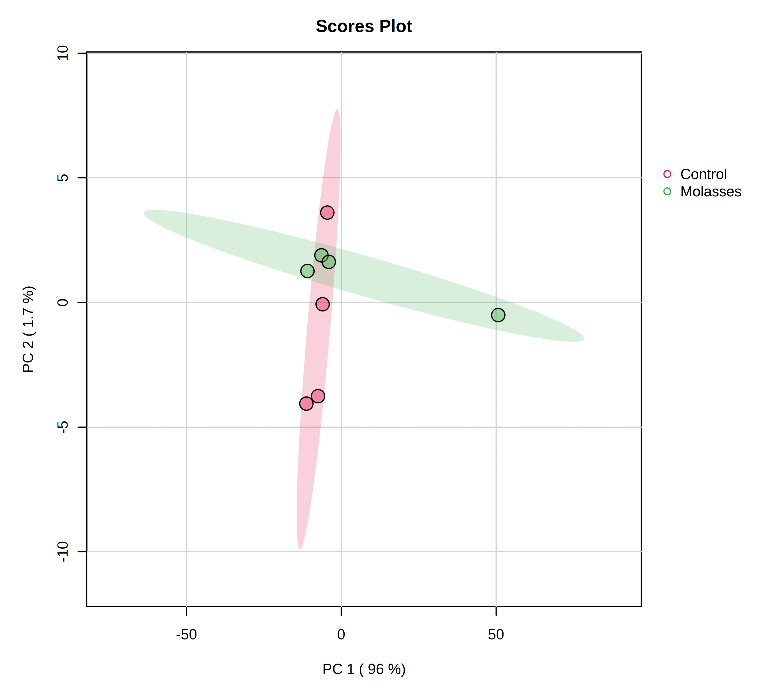 Scores Plot
10
5
0
-5
-10
PC 2 ( 1.7 %)
-50
0
50
PC 1 ( 96 %)
Control
Molasses